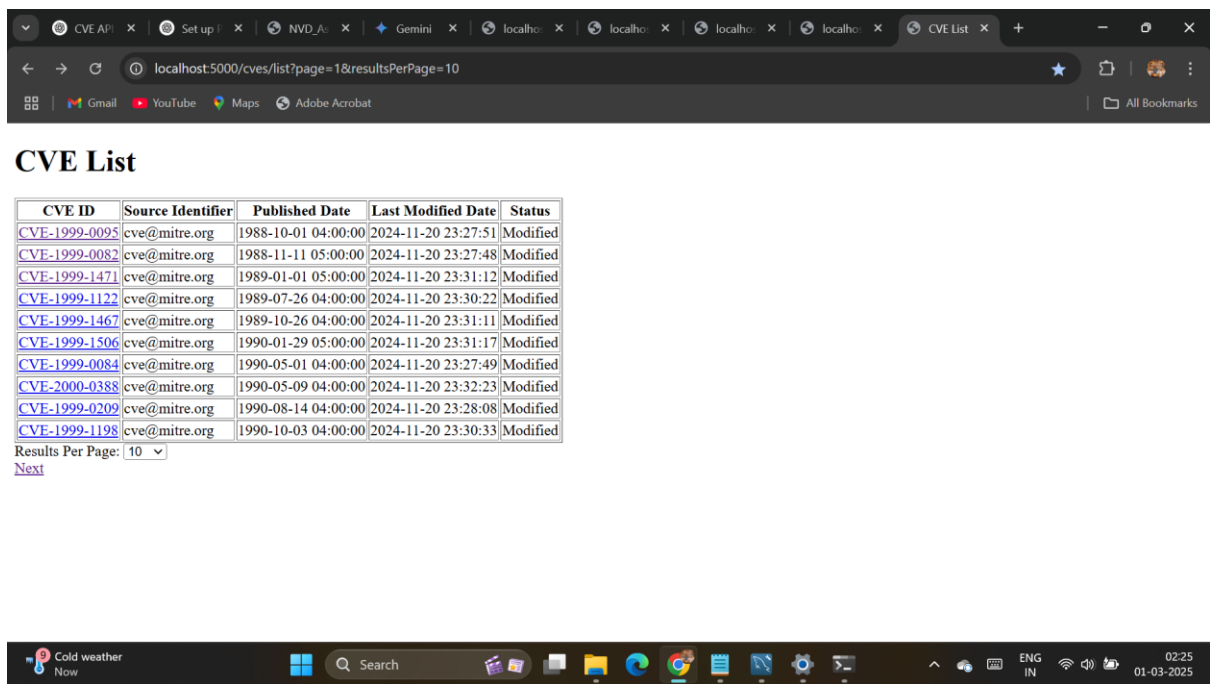 CVE API
Set up
NVD_As
Gemini
localho
localho
localho
localho
CVE List
localhost:5000/cves/list?page=1&resultsPerPage=10
Gmail YouTube Maps Adobe Acrobat All Bookmarks
CVE List
CVE ID Source Identifier Published Date Last Modified Date Status
CVE-1999-0095 cve@mitre.org 1988-10-01 04:00:00 2024-11-20 23:27:51 Modified
CVE-1999-0082 cve@mitre.org 1988-11-11 05:00:00 2024-11-20 23:27:48 Modified
CVE-1999-1471 cve@mitre.org 1989-01-01 05:00:00 2024-11-20 23:31:12 Modified
CVE-1999-1122 cve@mitre.org 1989-07-26 04:00:00 2024-11-20 23:30:22 Modified
CVE-1999-1467 cve@mitre.org 1989-10-26 04:00:00 2024-11-20 23:31:11 Modified
CVE-1999-1506 cve@mitre.org 1990-01-29 05:00:00 2024-11-20 23:31:17 Modified
CVE-1999-0084 cve@mitre.org 1990-05-01 04:00:00 2024-11-20 23:27:49 Modified
CVE-2000-0388 cve@mitre.org 1990-05-09 04:00:00 2024-11-20 23:32:23 Modified
CVE-1999-0209 cve@mitre.org 1990-08-14 04:00:00 2024-11-20 23:28:08 Modified
CVE-1999-1198 cve@mitre.org 1990-10-03 04:00:00 2024-11-20 23:30:33 Modified
Results Per Page: 10
Next
9
Cold weather
Now
Search
ENG
IN
02:25
01-03-2025